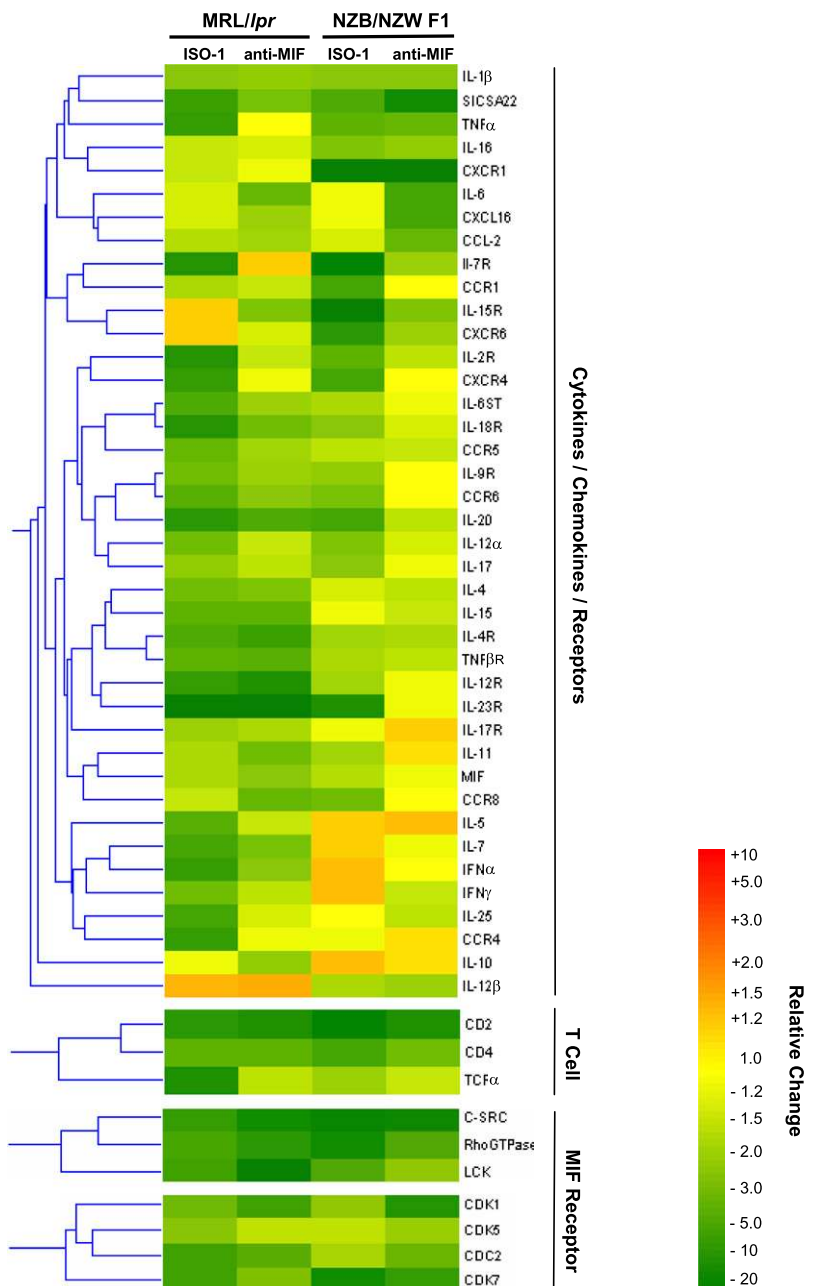 MRL/lpr NZB/NZW F1
ISO-1 anti-MIF ISO-1 anti-MIF
IL-1β
SICSA22
TNFα
IL-16
CXCR1
IL-6
CXCL16
CCL-2
Il-7R
CCR1
IL-15R
CXCR6
IL-2R
CXCR4
IL-6ST
IL-18R
CCR5
IL-9R
CCR6
IL-20
IL-12α
IL-17
IL-4
IL-15
IL-4R
TNFβR
IL-12R
IL-23R
IL-17R
IL-11
MIF
CCR8
IL-5
IL-7
IFNα
IFNγ
IL-25
CCR4
IL-10
IL-12β
Cytokines / Chemokines / Receptors
CD2
CD4
TCFα
T Cell
C-SRC
RhoGTPase
LCK
CDK1
CDK5
CDC2
CDK7
MIF Receptor
+10
+5.0
+3.0
+2.0
+1.5
+1.2
1.0
- 1.2
- 1.5
- 2.0
- 3.0
- 5.0
- 10
- 20
Relative Change